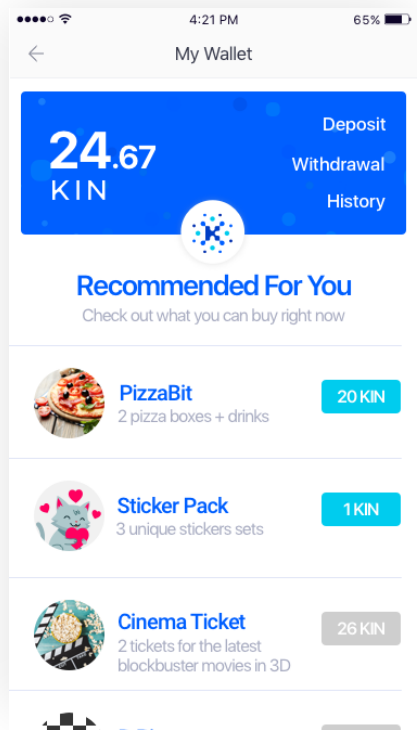 4:21 PM
65%
My Wallet
24.67
KIN
Deposit
Withdrawal
History
K
Recommended For You
Check out what you can buy right now
PizzaBit
2 pizza boxes + drinks
20 KIN
Sticker Pack
3 unique stickers sets
1 KIN
Cinema Ticket
2 tickets for the latest
blockbuster movies in 3D
26 KIN